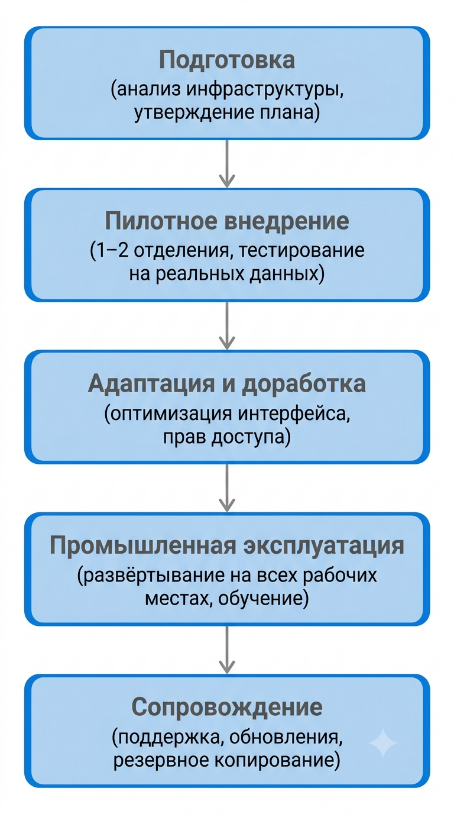 Подготовка
(анализ инфраструктуры,
утверждение плана)
Пилотное внедрение
(1–2 отделения, тестирование
на реальных данных)
Адаптация и доработка
(оптимизация интерфейса,
прав доступа)
Промышленная эксплуатация
(развёртывание на всех рабочих
местах, обучение)
Сопровождение
(поддержка, обновления,
резервное копирование)